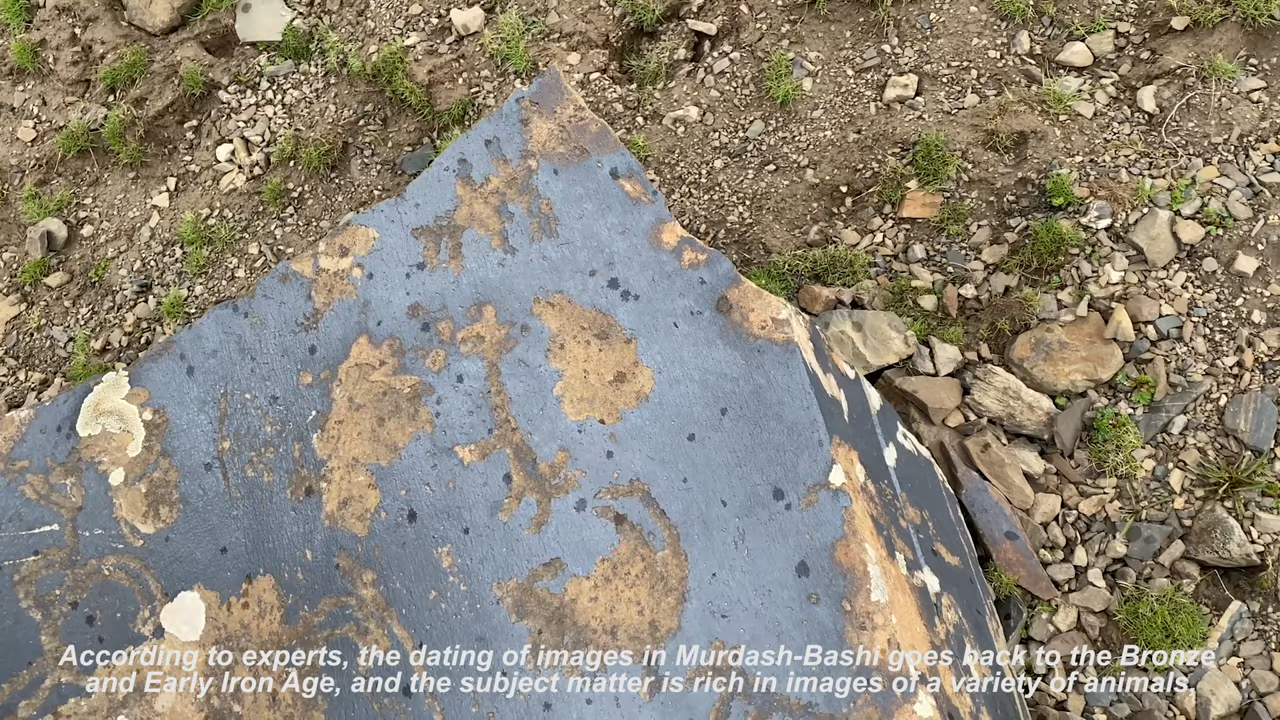 According to experts, the dating of images in Murdash-Bashi goes back to the Bronze
and Early Iron Age, and the subject matter is rich in images of a variety of animals.